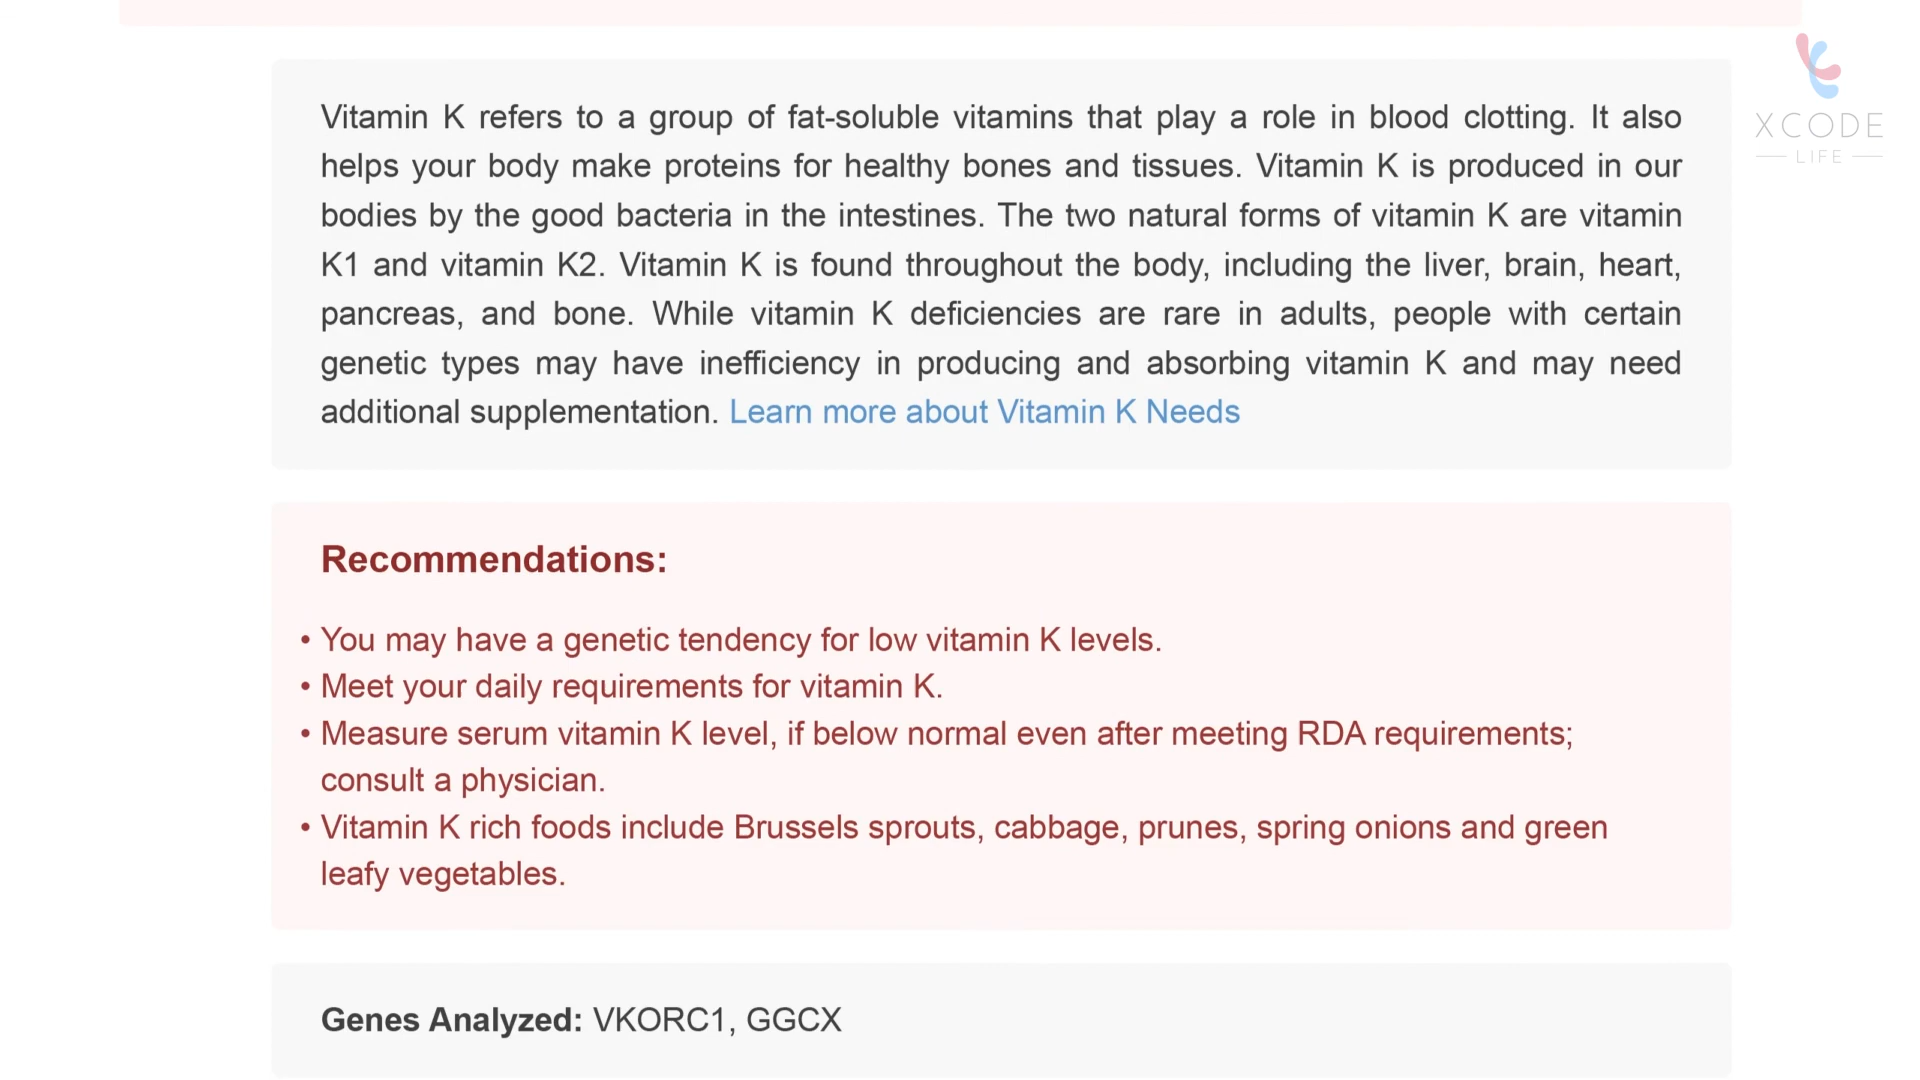 XCODE
LIFE
Vitamin K refers to a group of fat-soluble vitamins that play a role in blood clotting. It also
helps your body make proteins for healthy bones and tissues. Vitamin K is produced in our
bodies by the good bacteria in the intestines. The two natural forms of vitamin K are vitamin
K1 and vitamin K2. Vitamin K is found throughout the body, including the liver, brain, heart,
pancreas, and bone. While vitamin K deficiencies are rare in adults, people with certain
genetic types may have inefficiency in producing and absorbing vitamin K and may need
additional supplementation. Learn more about Vitamin K Needs
Recommendations:
• You may have a genetic tendency for low vitamin K levels.
• Meet your daily requirements for vitamin K.
• Measure serum vitamin K level, if below normal even after meeting RDA requirements;
consult a physician.
• Vitamin K rich foods include Brussels sprouts, cabbage, prunes, spring onions and green
leafy vegetables.
Genes Analyzed: VKORC1, GGCX